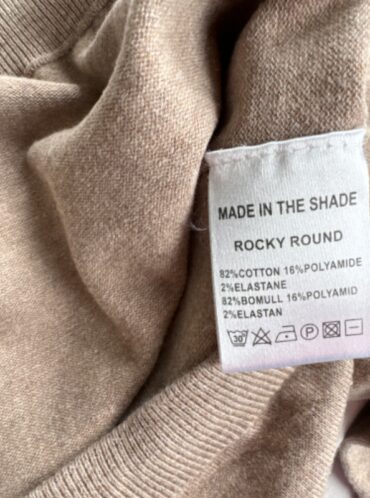 MADE IN THE SHADE
ROCKY ROUND
82%COTTON 16%POLYAMIDE
2%ELASTANE
82%BOMULL 16%POLYAMID
2%ELASTAN
30 P